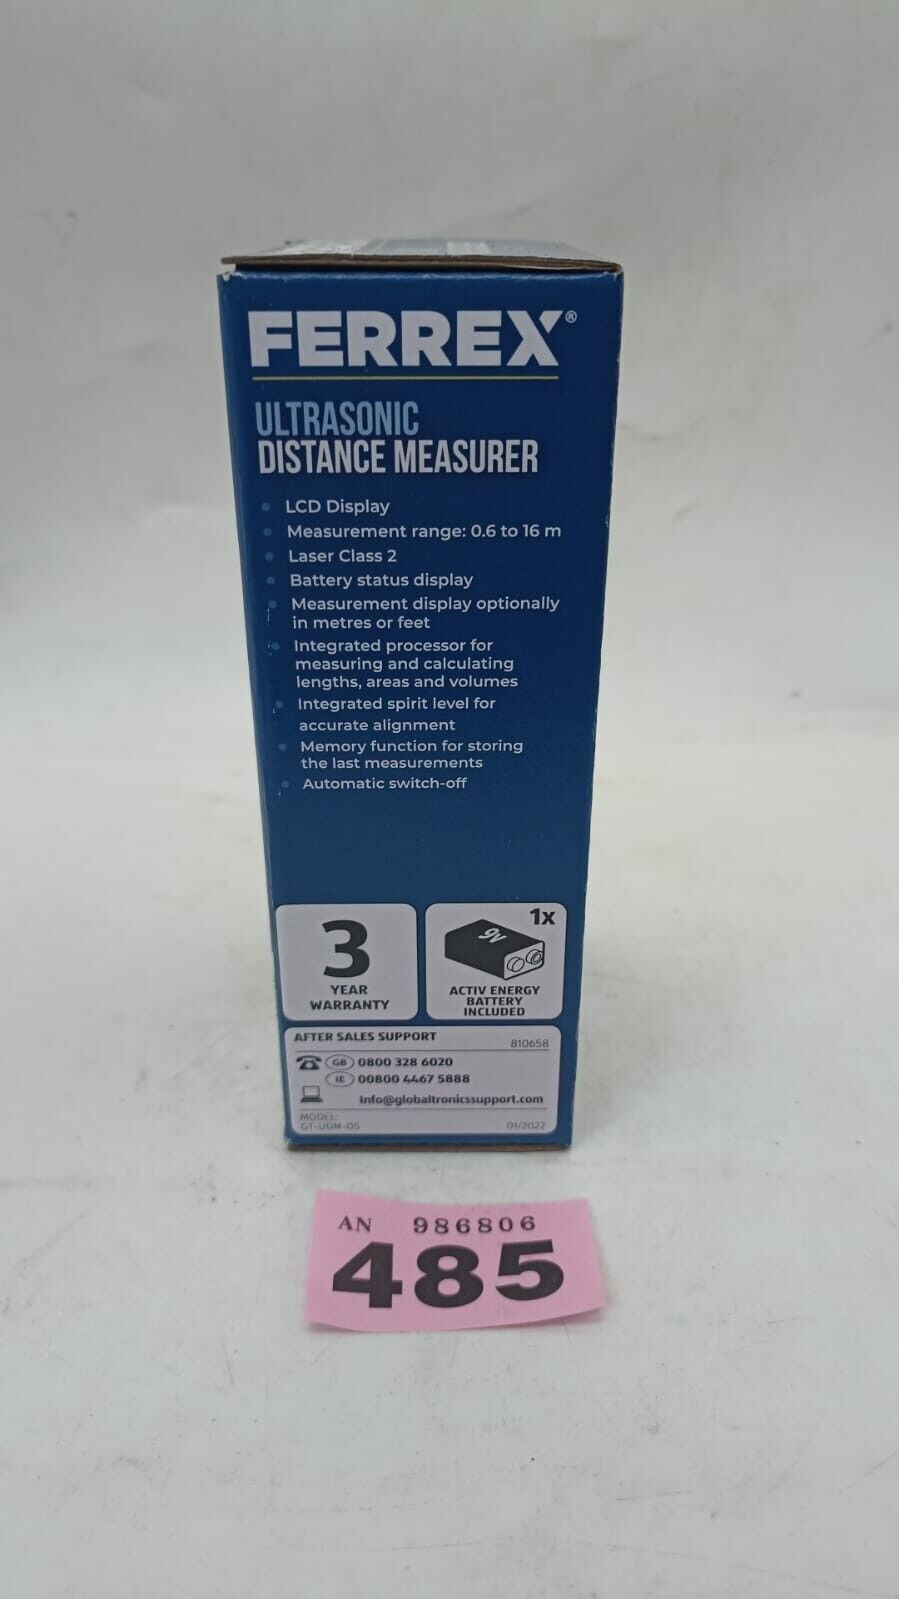 FERREX®
ULTRASONIC
DISTANCE MEASURER
LCD Display
Measurement range: 0.6 to 16 m
Laser Class 2
Battery status display
Measurement display optionally
in metres or feet
Integrated processor for
measuring and calculating
lengths, areas and volumes
Integrated spirit level for
accurate alignment
Memory function for storing
the last measurements
Automatic switch-off
3
YEAR
WARRANTY
1x
9V
ACTIV ENERGY
BATTERY
INCLUDED
AFTER SALES SUPPORT
810658
GB 0800 328 6020
IE 00800 4467 5888
info@globaltronicssupport.com
MODEL:
GT-UDM-05
01/2022
AN 986806
485